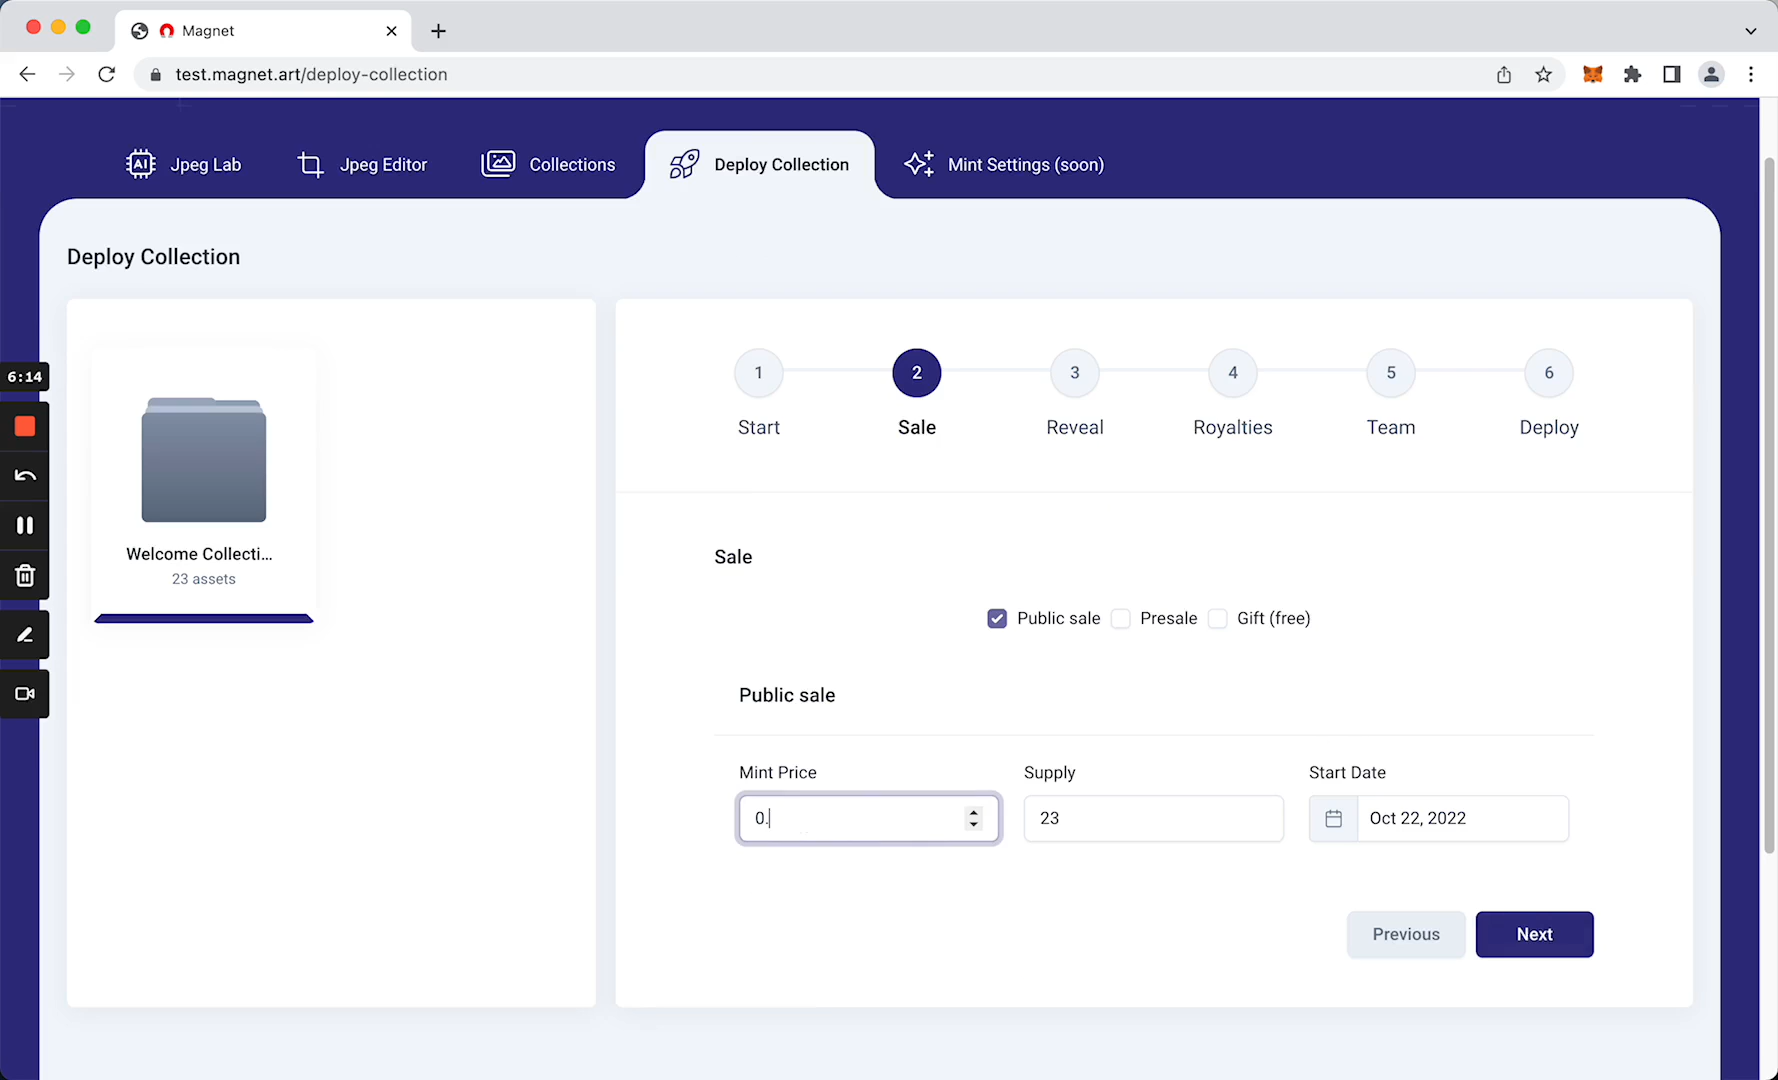 Magnet
test.magnet.art/deploy-collection
AI Jpeg Lab
Jpeg Editor
Collections
Deploy Collection
Mint Settings (soon)
Deploy Collection
6:14
Welcome Collecti...
23 assets
1
2
3
4
5
6
Start
Sale
Reveal
Royalties
Team
Deploy
Sale
Public sale
Presale
Gift (free)
Public sale
Mint Price
Supply
Start Date
0.
23
Oct 22, 2022
Previous
Next